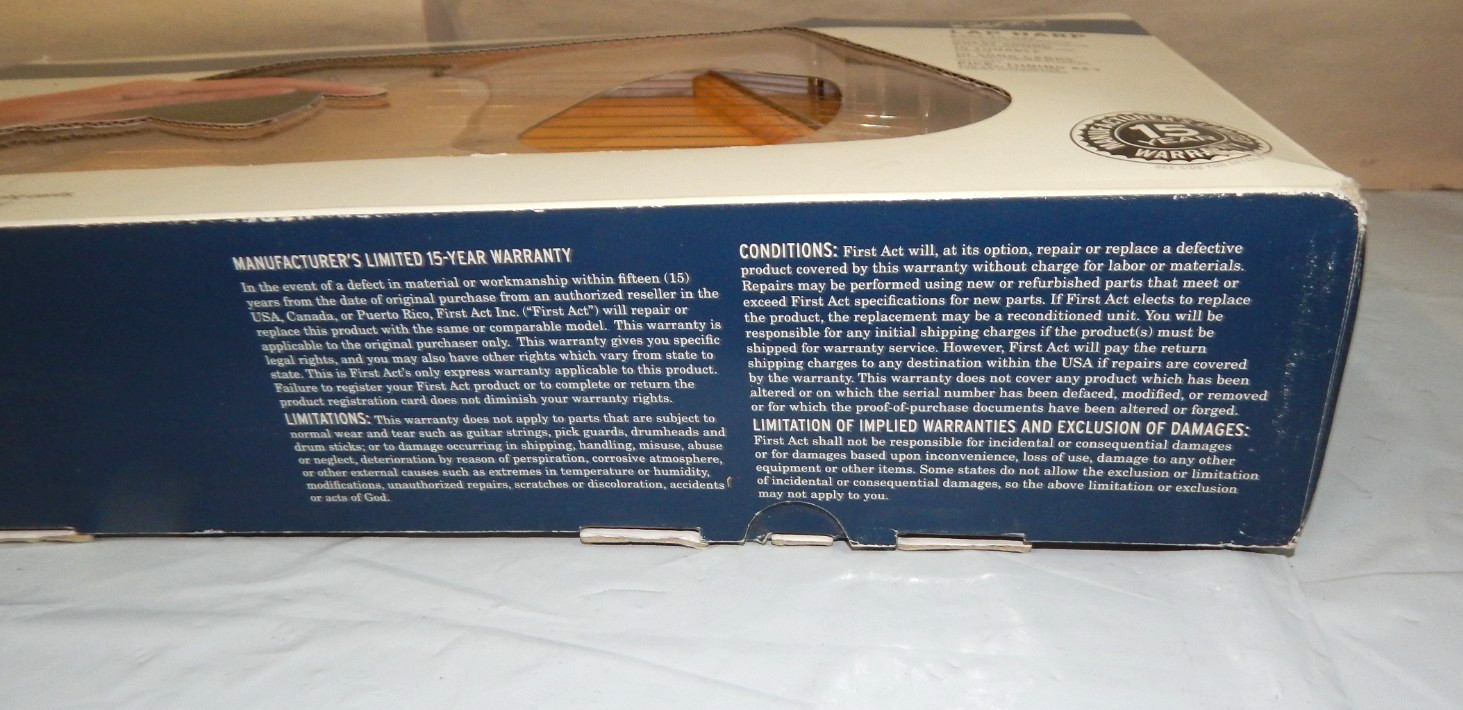 LAP HARP
MANUFACTURER'S
15
YEAR
WARRANTY
MANUFACTURER'S LIMITED 15-YEAR WARRANTY
In the event of a defect in material or workmanship within fifteen (15)
years from the date of original purchase from an authorized reseller in the
USA, Canada, or Puerto Rico, First Act Inc. ("First Act") will repair or
replace this product with the same or comparable model. This warranty is
applicable to the original purchaser only. This warranty gives you specific
legal rights, and you may also have other rights which vary from state to
state. This is First Act's only express warranty applicable to this product.
Failure to register your First Act product or to complete or return the
product registration card does not diminish your warranty rights.
LIMITATIONS: This warranty does not apply to parts that are subject to
normal wear and tear such as guitar strings, pick guards, drumheads and
drum sticks; or to damage occurring in shipping, handling, misuse, abuse
or neglect, deterioration by reason of perspiration, corrosive atmosphere,
or other external causes such as extremes in temperature or humidity,
modifications, unauthorized repairs, scratches or discoloration, accidents
or acts of God.
CONDITIONS: First Act will, at its option, repair or replace a defective
product covered by this warranty without charge for labor or materials.
Repairs may be performed using new or refurbished parts that meet or
exceed First Act specifications for new parts. If First Act elects to replace
the product, the replacement may be a reconditioned unit. You will be
responsible for any initial shipping charges if the product(s) must be
shipped for warranty service. However, First Act will pay the return
shipping charges to any destination within the USA if repairs are covered
by the warranty. This warranty does not cover any product which has been
altered or on which the serial number has been defaced, modified, or removed
or for which the proof-of-purchase documents have been altered or forged.
LIMITATION OF IMPLIED WARRANTIES AND EXCLUSION OF DAMAGES:
First Act shall not be responsible for incidental or consequential damages
or for damages based upon inconvenience, loss of use, damage to any other
equipment or other items. Some states do not allow the exclusion or limitation
of incidental or consequential damages, so the above limitation or exclusion
may not apply to you.